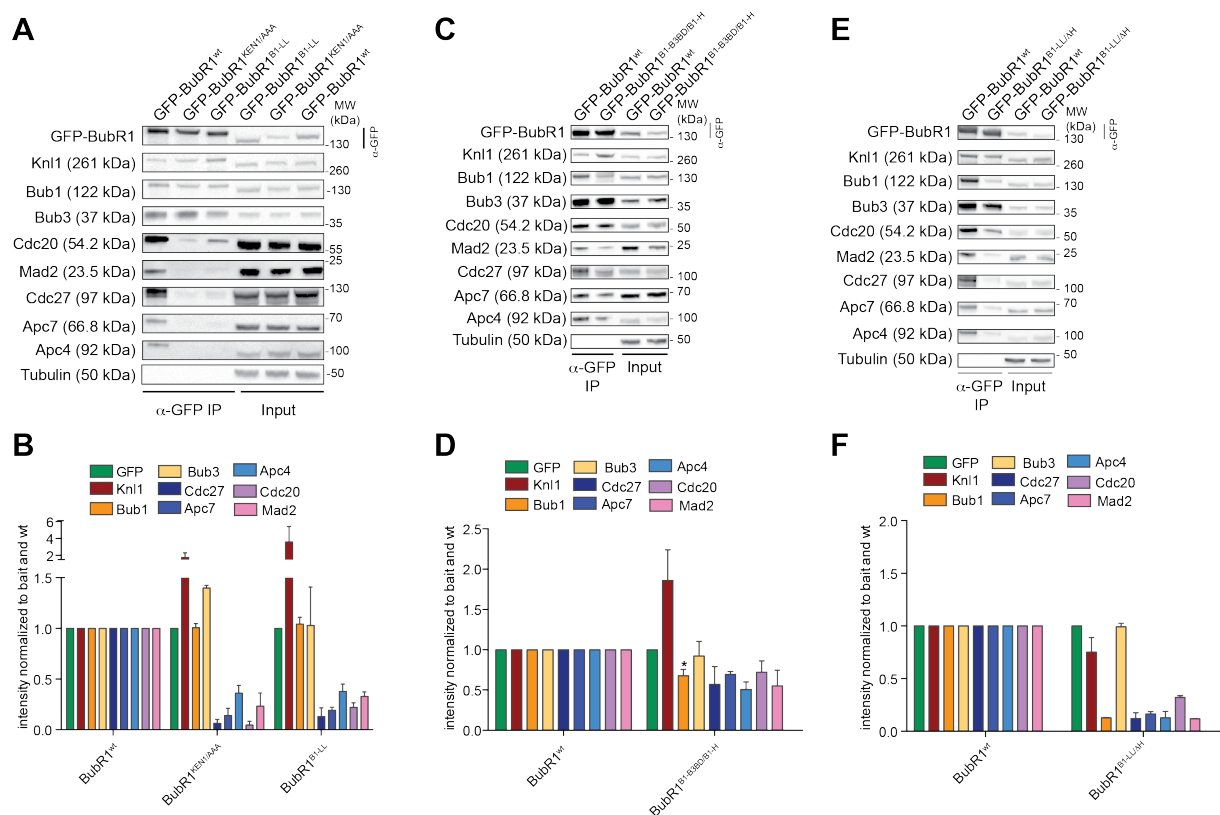 A
GFP-BubR1wt
GFP-BubR1KEN1/AAA
GFP-BubR1B1-LL
GFP-BubR1B1-LL
GFP-BubR1KEN1/AAA
GFP-BubR1wt
MW
(kDa)
GFP-BubR1
130
α-GFP
Knl1 (261 kDa)
260
Bub1 (122 kDa)
-130
Bub3 (37 kDa)
- 35
Cdc20 (54.2 kDa)
- 55
- 25
Mad2 (23.5 kDa)
Cdc27 (97 kDa)
130
Apc7 (66.8 kDa)
70
Apc4 (92 kDa)
- 100
Tubulin (50 kDa)
-50
α-GFP IP
Input
C
GFP-BubR1wt
GFP-BubR1B1-B3BD/B1-H
GFP-BubR1wt
GFP-BubR1B1-B3BD/B1-H
MW
(kDa)
GFP-BubR1
- 130
α-GFP
Knl1 (261 kDa)
- 260
Bub1 (122 kDa)
- 130
Bub3 (37 kDa)
- 35
Cdc20 (54.2 kDa)
- 50
Mad2 (23.5 kDa)
- 25
Cdc27 (97 kDa)
- 100
Apc7 (66.8 kDa)
- 70
Apc4 (92 kDa)
- 100
Tubulin (50 kDa)
- 50
α-GFP
IP
Input
E
GFP-BubR1wt
GFP-BubR1B1-LL/ΔH
GFP-BubR1wt
GFP-BubR1B1-LL/ΔH
MW
(kDa)
GFP-BubR1
- 130
α-GFP
Knl1 (261 kDa)
- 260
Bub1 (122 kDa)
- 130
Bub3 (37 kDa)
- 35
Cdc20 (54.2 kDa)
- 50
Mad2 (23.5 kDa)
- 25
Cdc27 (97 kDa)
- 100
Apc7 (66.8 kDa)
- 70
Apc4 (92 kDa)
- 100
Tubulin (50 kDa)
- 50
α-GFP
IP
Input
B
GFP
Bub3
Apc4
Knl1
Cdc27
Cdc20
Bub1
Apc7
Mad2
intensity normalized to bait and wt
6
4
2
1.5
1.0
0.5
0.0
BubR1wt
BubR1KEN1/AAA
BubR1B1-LL
D
GFP
Bub3
Apc4
Knl1
Cdc27
Cdc20
Bub1
Apc7
Mad2
intensity normalized to bait and wt
2.5
2.0
1.5
1.0
0.5
0.0
*
BubR1wt
BubR1B1-B3BD/B1-H
F
GFP
Bub3
Apc4
Knl1
Cdc27
Cdc20
Bub1
Apc7
Mad2
intensity normalized to bait and wt
2.0
1.5
1.0
0.5
0.0
BubR1wt
BubR1B1-LL/ΔH